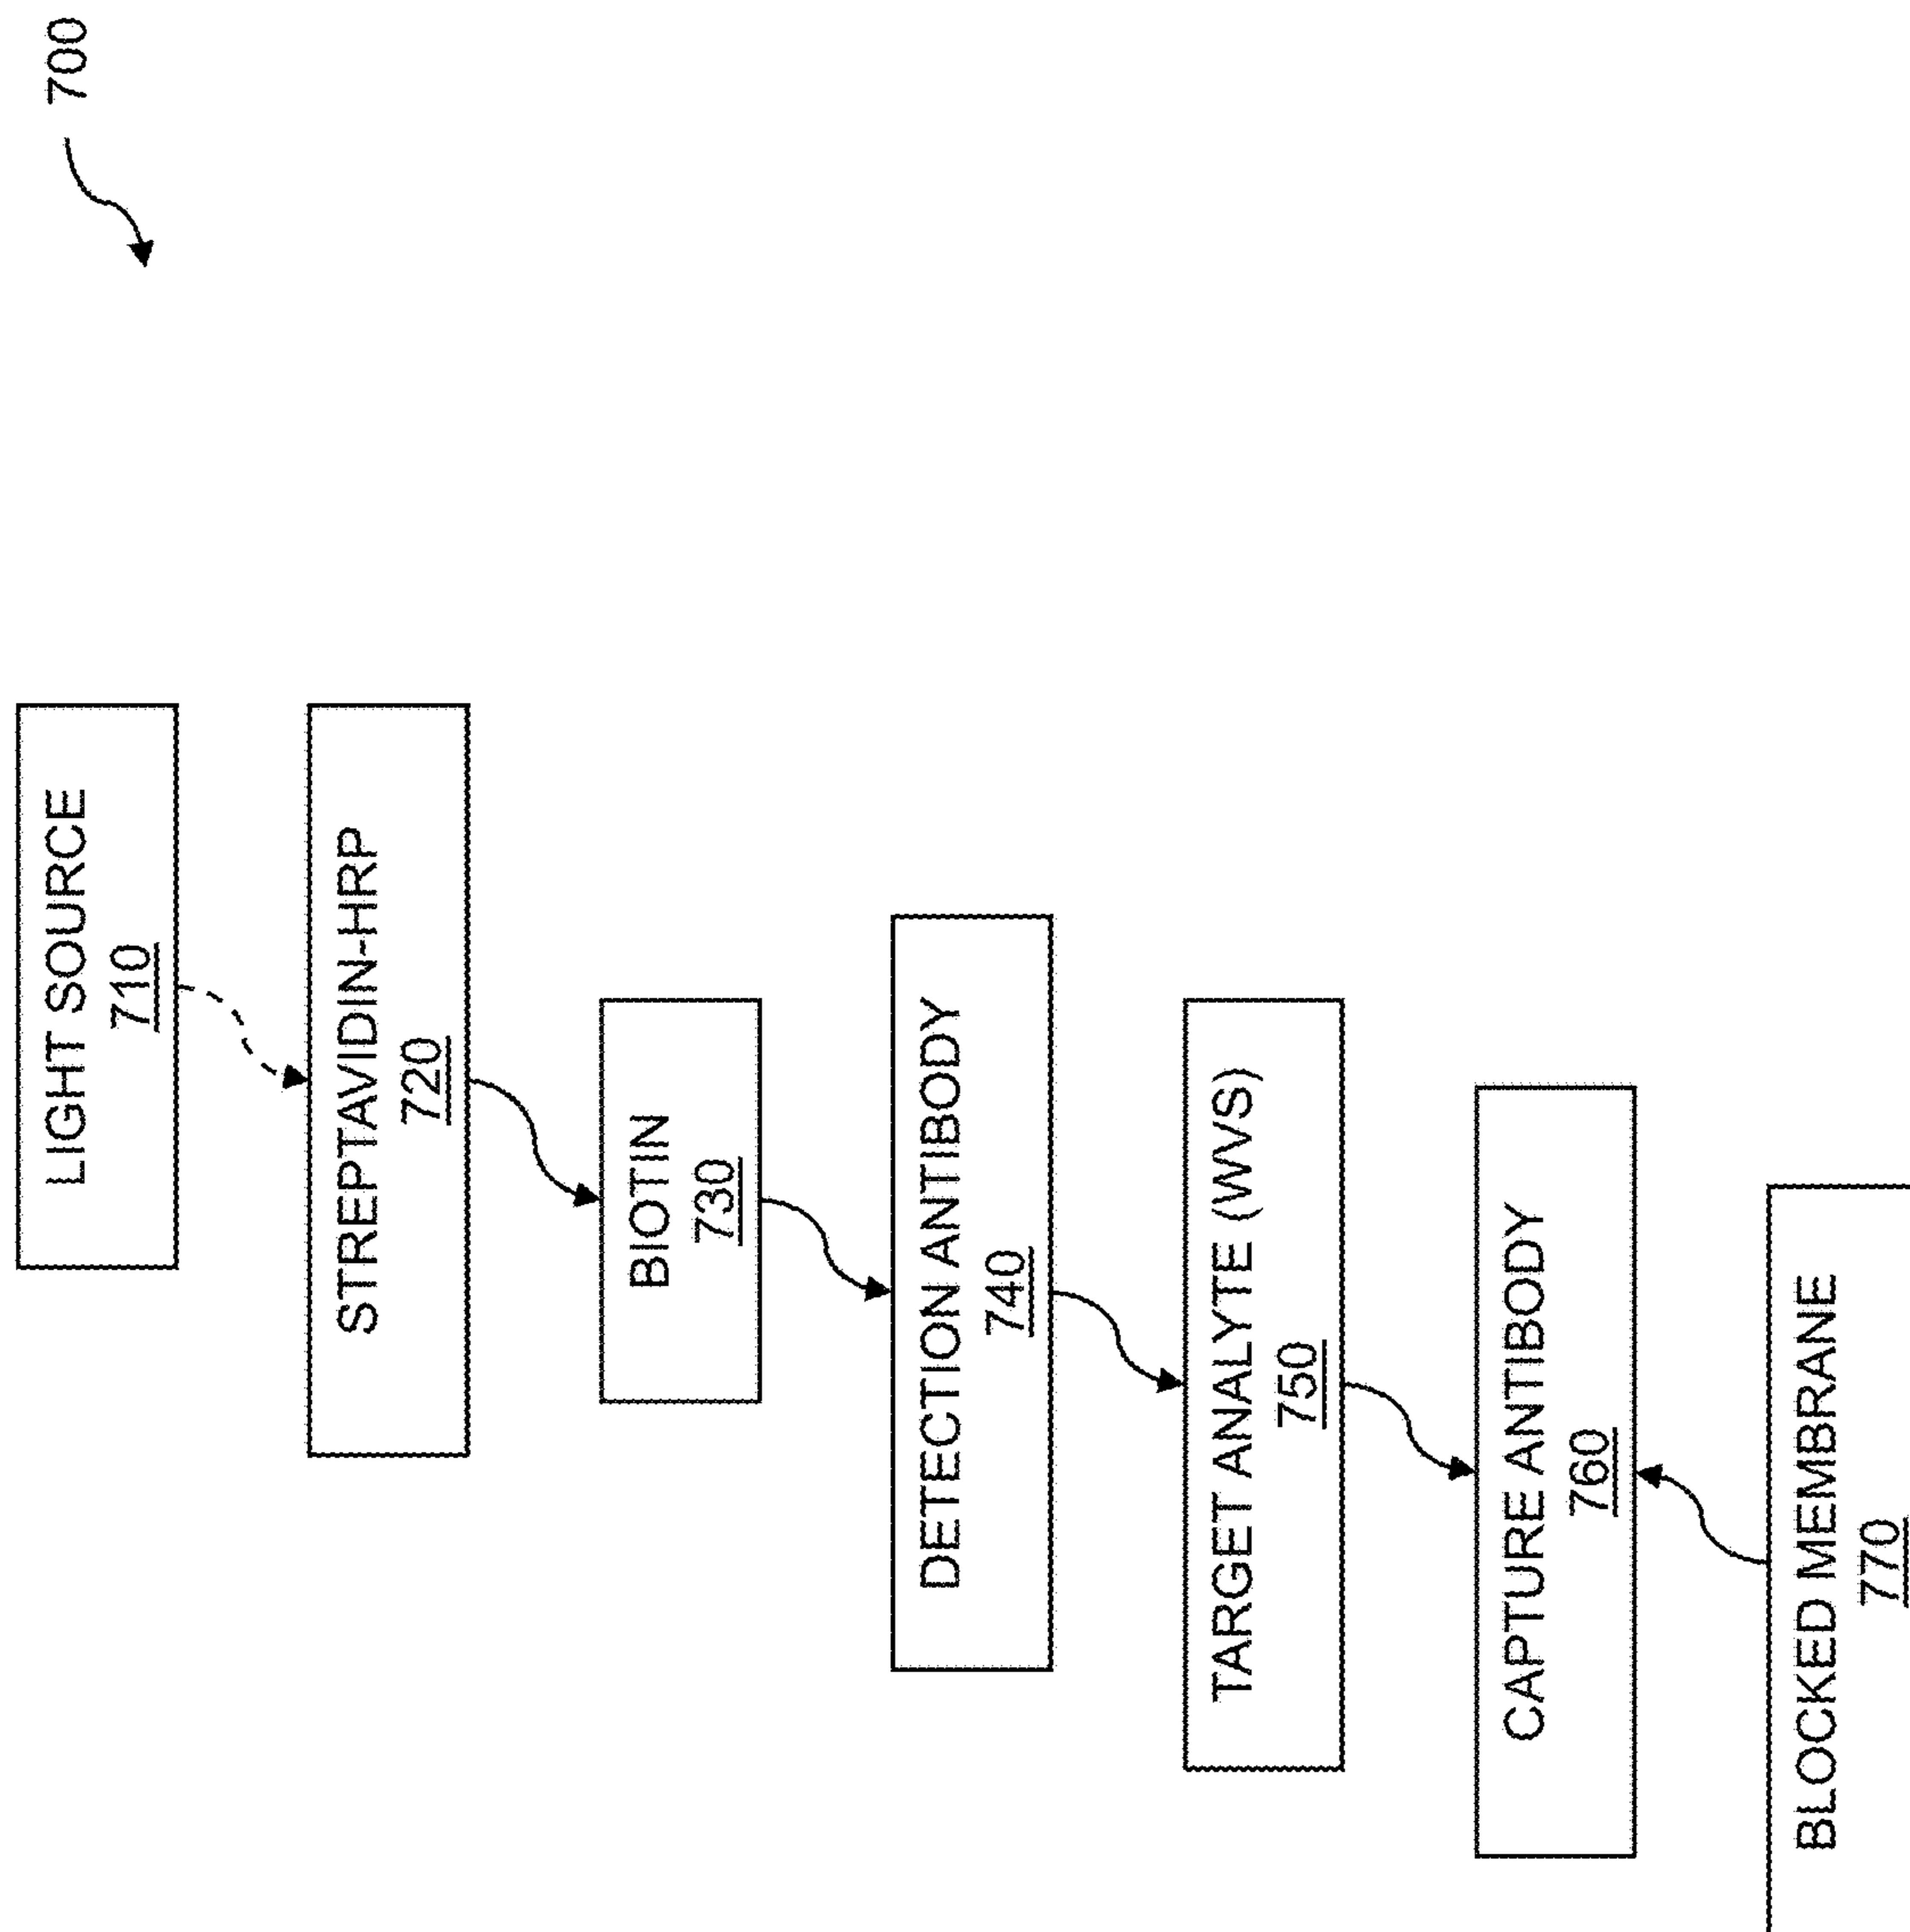 700
LIGHT SOURCE
710
STREPTAVIDIN-HRP
720
BIOTIN
730
DETECTION ANTIBODY
740
TARGET ANALYTE (WVS)
750
CAPTURE ANTIBODY
760
BLOCKED MEMBRANE
770